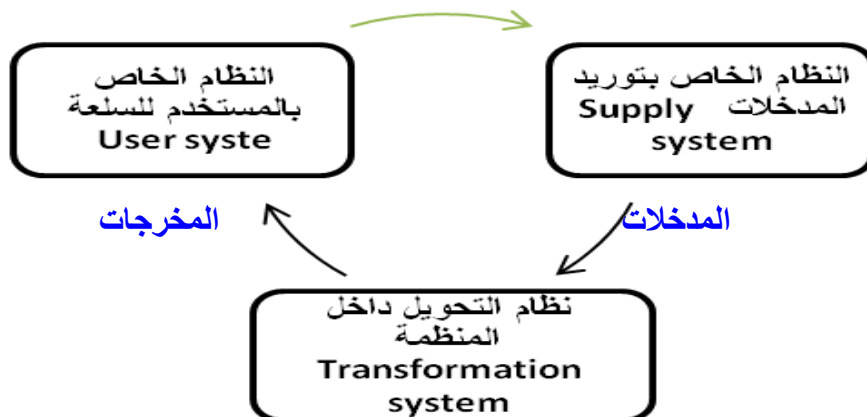 النظام الخاص بتوريد
المدخلات Supply
system
النظام الخاص
بالمستخدم للسلعة
User syste
المدخلات
المخرجات
نظام التحويل داخل
المنظمة
Transformation
system